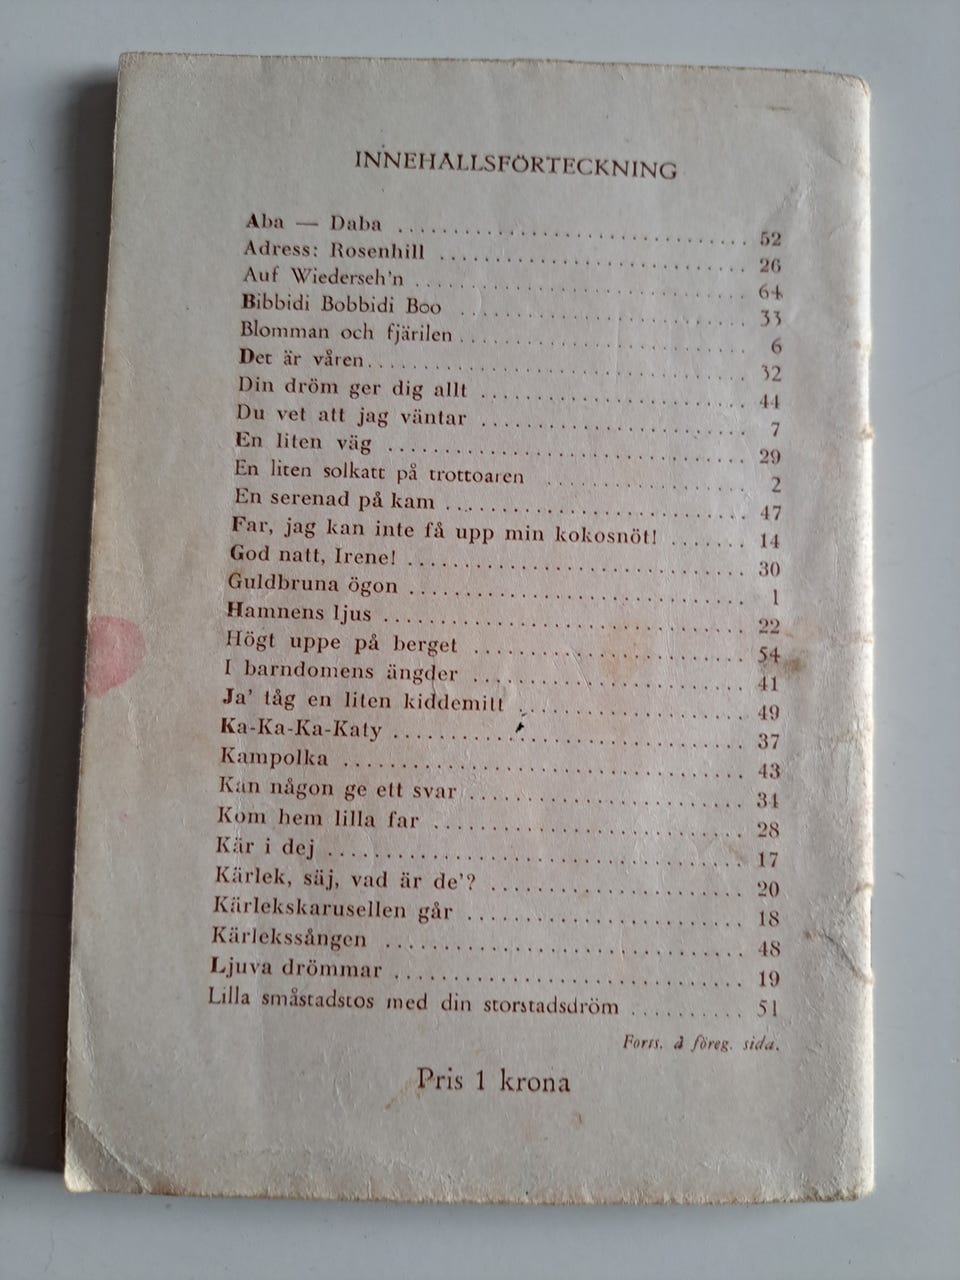 INNEHALLSFÖRTECKNING
Aba — Daba 52
Adress: Rosenhill 26
Auf Wiederseh'n 64
Bibbidi Bobbidi Boo 33
Blomman och fjärilen 6
Det är våren 32
Din dröm ger dig allt 44
Du vet att jag väntar 7
En liten väg 29
En liten solkatt på trottoaren 2
En serenad på kam 47
Far, jag kan inte få upp min kokosnöt! 14
God natt, Irene! 30
Guldbruna ögon 1
Hamnens ljus 22
Högt uppe på berget 54
I barndomens ängder 41
Ja' tåg en liten kiddemitt 49
Ka-Ka-Ka-Katy 37
Kampolka 43
Kan någon ge ett svar 34
Kom hem lilla far 28
Kär i dej 17
Kärlek, säj, vad är de'? 20
Kärlekskarusellen går 18
Kärlekssången 48
Ljuva drömmar 19
Lilla småstadstös med din storstadsdröm 51
Forts. å föreg. sida.
Pris 1 krona